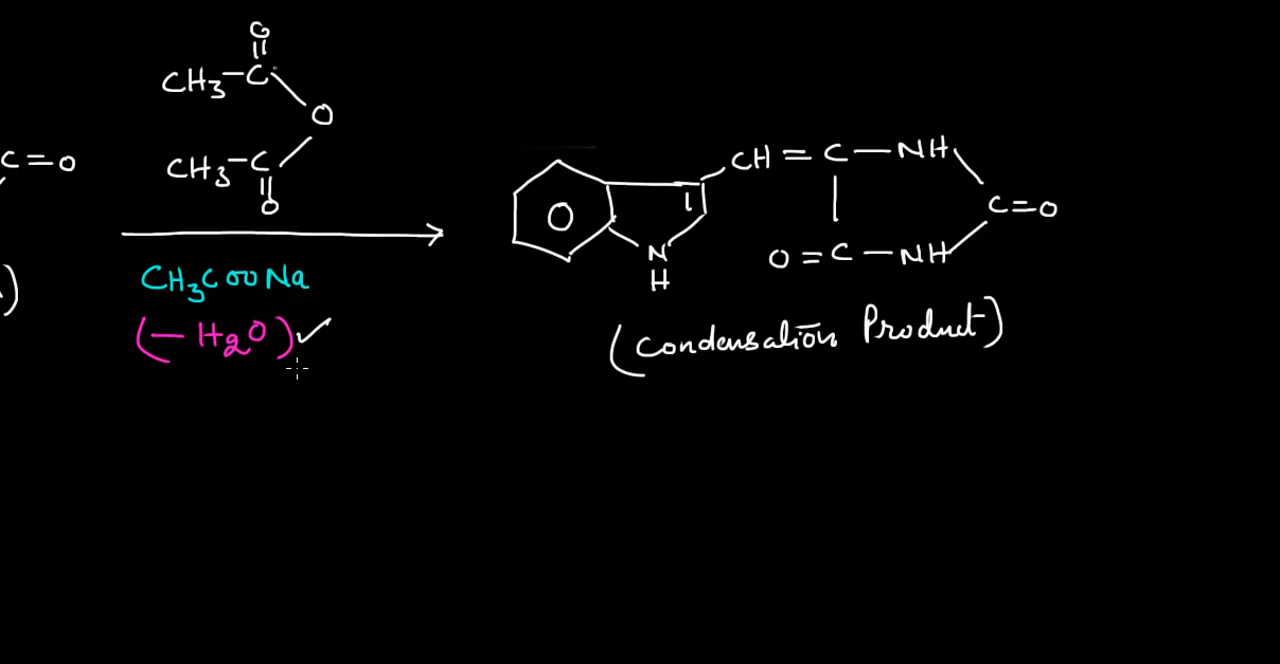 O
||
CH3-C
O
C=O
CH3-C
||
O
CH3COONa
(-H2O)✓
CH=C-NH
C=O
O=C-NH
N
H
(Condensation Product)
)